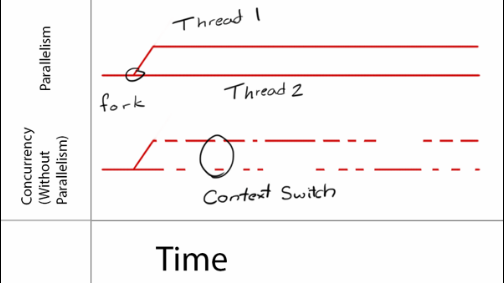 Parallelism
Thread 1
fork
Thread 2
Concurrency
(Without
Parallelism)
Context Switch
Time